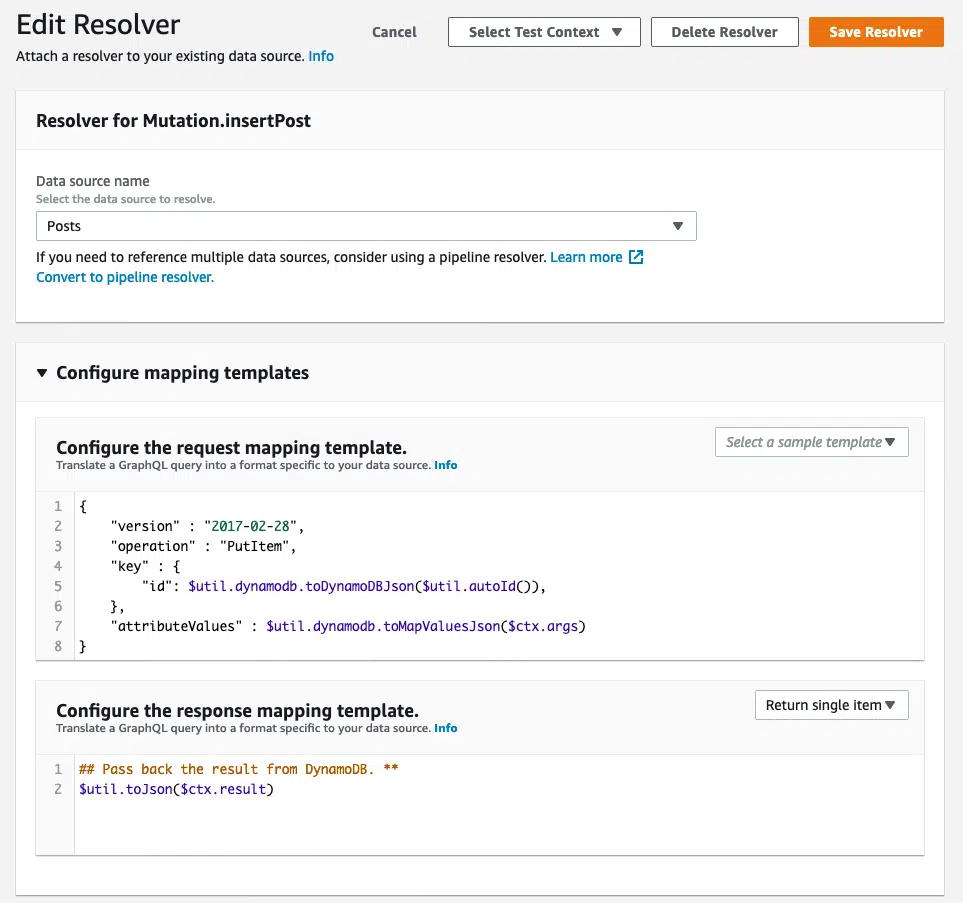 Edit Resolver
Cancel
Select Test Context ▼
Delete Resolver
Save Resolver
Attach a resolver to your existing data source. Info
Resolver for Mutation.insertPost
Data source name
Select the data source to resolve.
Posts ▼
If you need to reference multiple data sources, consider using a pipeline resolver. Learn more
Convert to pipeline resolver.
▼ Configure mapping templates
Configure the request mapping template.
Select a sample template▼
Translate a GraphQL query into a format specific to your data source. Info
1 {
2     "version" : "2017-02-28",
3     "operation" : "PutItem",
4     "key" : {
5         "id": $util.dynamodb.toDynamoDBJson($util.autoId()),
6     },
7     "attributeValues" : $util.dynamodb.toMapValuesJson($ctx.args)
8 }
Configure the response mapping template.
Return single item▼
Translate a GraphQL query into a format specific to your data source. Info
1 ## Pass back the result from DynamoDB. **
2 $util.toJson($ctx.result)